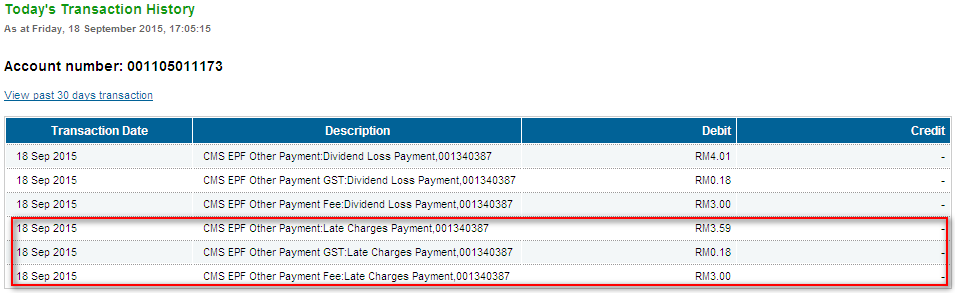 Today's Transaction History
As at Friday, 18 September 2015, 17:05:15
Account number: 001105011173
View past 30 days transaction
Transaction Date Description Debit Credit
18 Sep 2015 CMS EPF Other Payment:Dividend Loss Payment,001340387 RM4.01 -
18 Sep 2015 CMS EPF Other Payment GST:Dividend Loss Payment,001340387 RM0.18 -
18 Sep 2015 CMS EPF Other Payment Fee:Dividend Loss Payment,001340387 RM3.00 -
18 Sep 2015 CMS EPF Other Payment:Late Charges Payment,001340387 RM3.59 -
18 Sep 2015 CMS EPF Other Payment GST:Late Charges Payment,001340387 RM0.18 -
18 Sep 2015 CMS EPF Other Payment Fee:Late Charges Payment,001340387 RM3.00 -